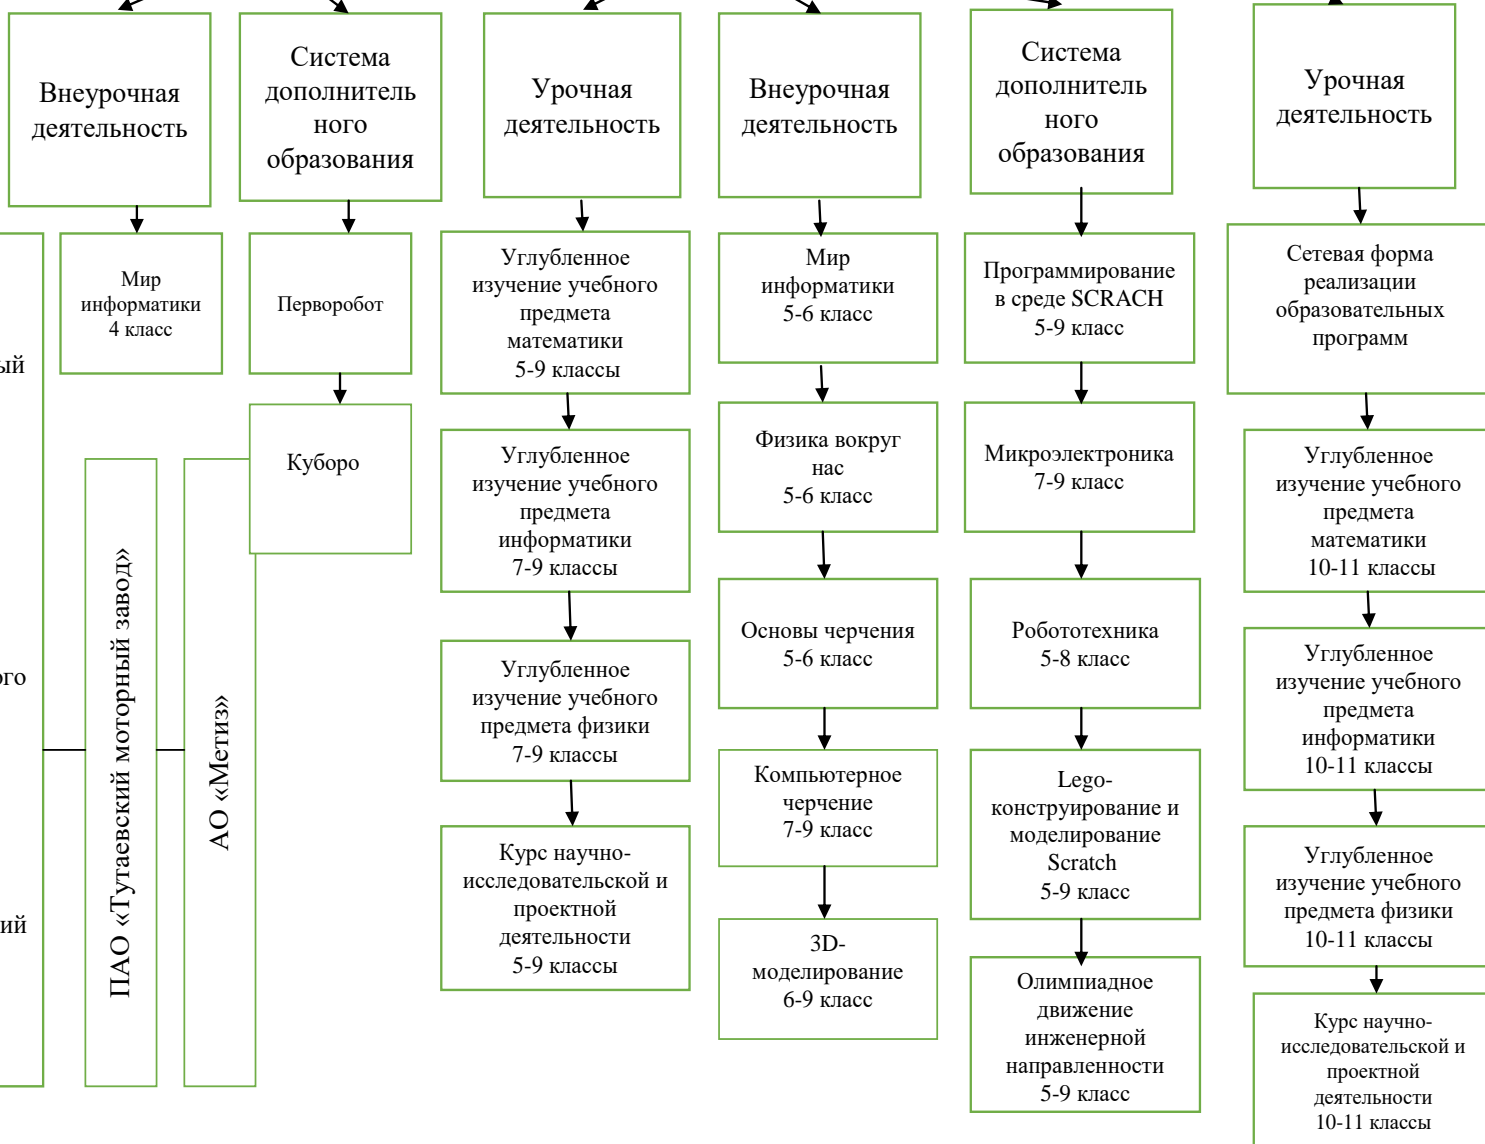 Внеурочная
деятельность
Система
дополнитель
ного
образования
Урочная
деятельность
Внеурочная
деятельность
Система
дополнитель
ного
образования
Урочная
деятельность
Мир
информатики
4 класс
Перворобот
Куборо
ПАО «Тутаевский моторный завод»
АО «Метиз»
Углубленное
изучение учебного
предмета
математики
5-9 классы
Углубленное
изучение учебного
предмета
информатики
7-9 классы
Углубленное
изучение учебного
предмета физики
7-9 классы
Курс научно-
исследовательской и
проектной
деятельности
5-9 классы
Мир
информатики
5-6 класс
Физика вокруг
нас
5-6 класс
Основы черчения
5-6 класс
Компьютерное
черчение
7-9 класс
3D-
моделирование
6-9 класс
Программирование
в среде SCRACH
5-9 класс
Микроэлектроника
7-9 класс
Робототехника
5-8 класс
Lego-
конструирование и
моделирование
Scratch
5-9 класс
Олимпиадное
движение
инженерной
направленности
5-9 класс
Сетевая форма
реализации
образовательных
программ
Углубленное
изучение учебного
предмета
математики
10-11 классы
Углубленное
изучение учебного
предмета
информатики
10-11 классы
Углубленное
изучение учебного
предмета физики
10-11 классы
Курс научно-
исследовательской и
проектной
деятельности
10-11 классы